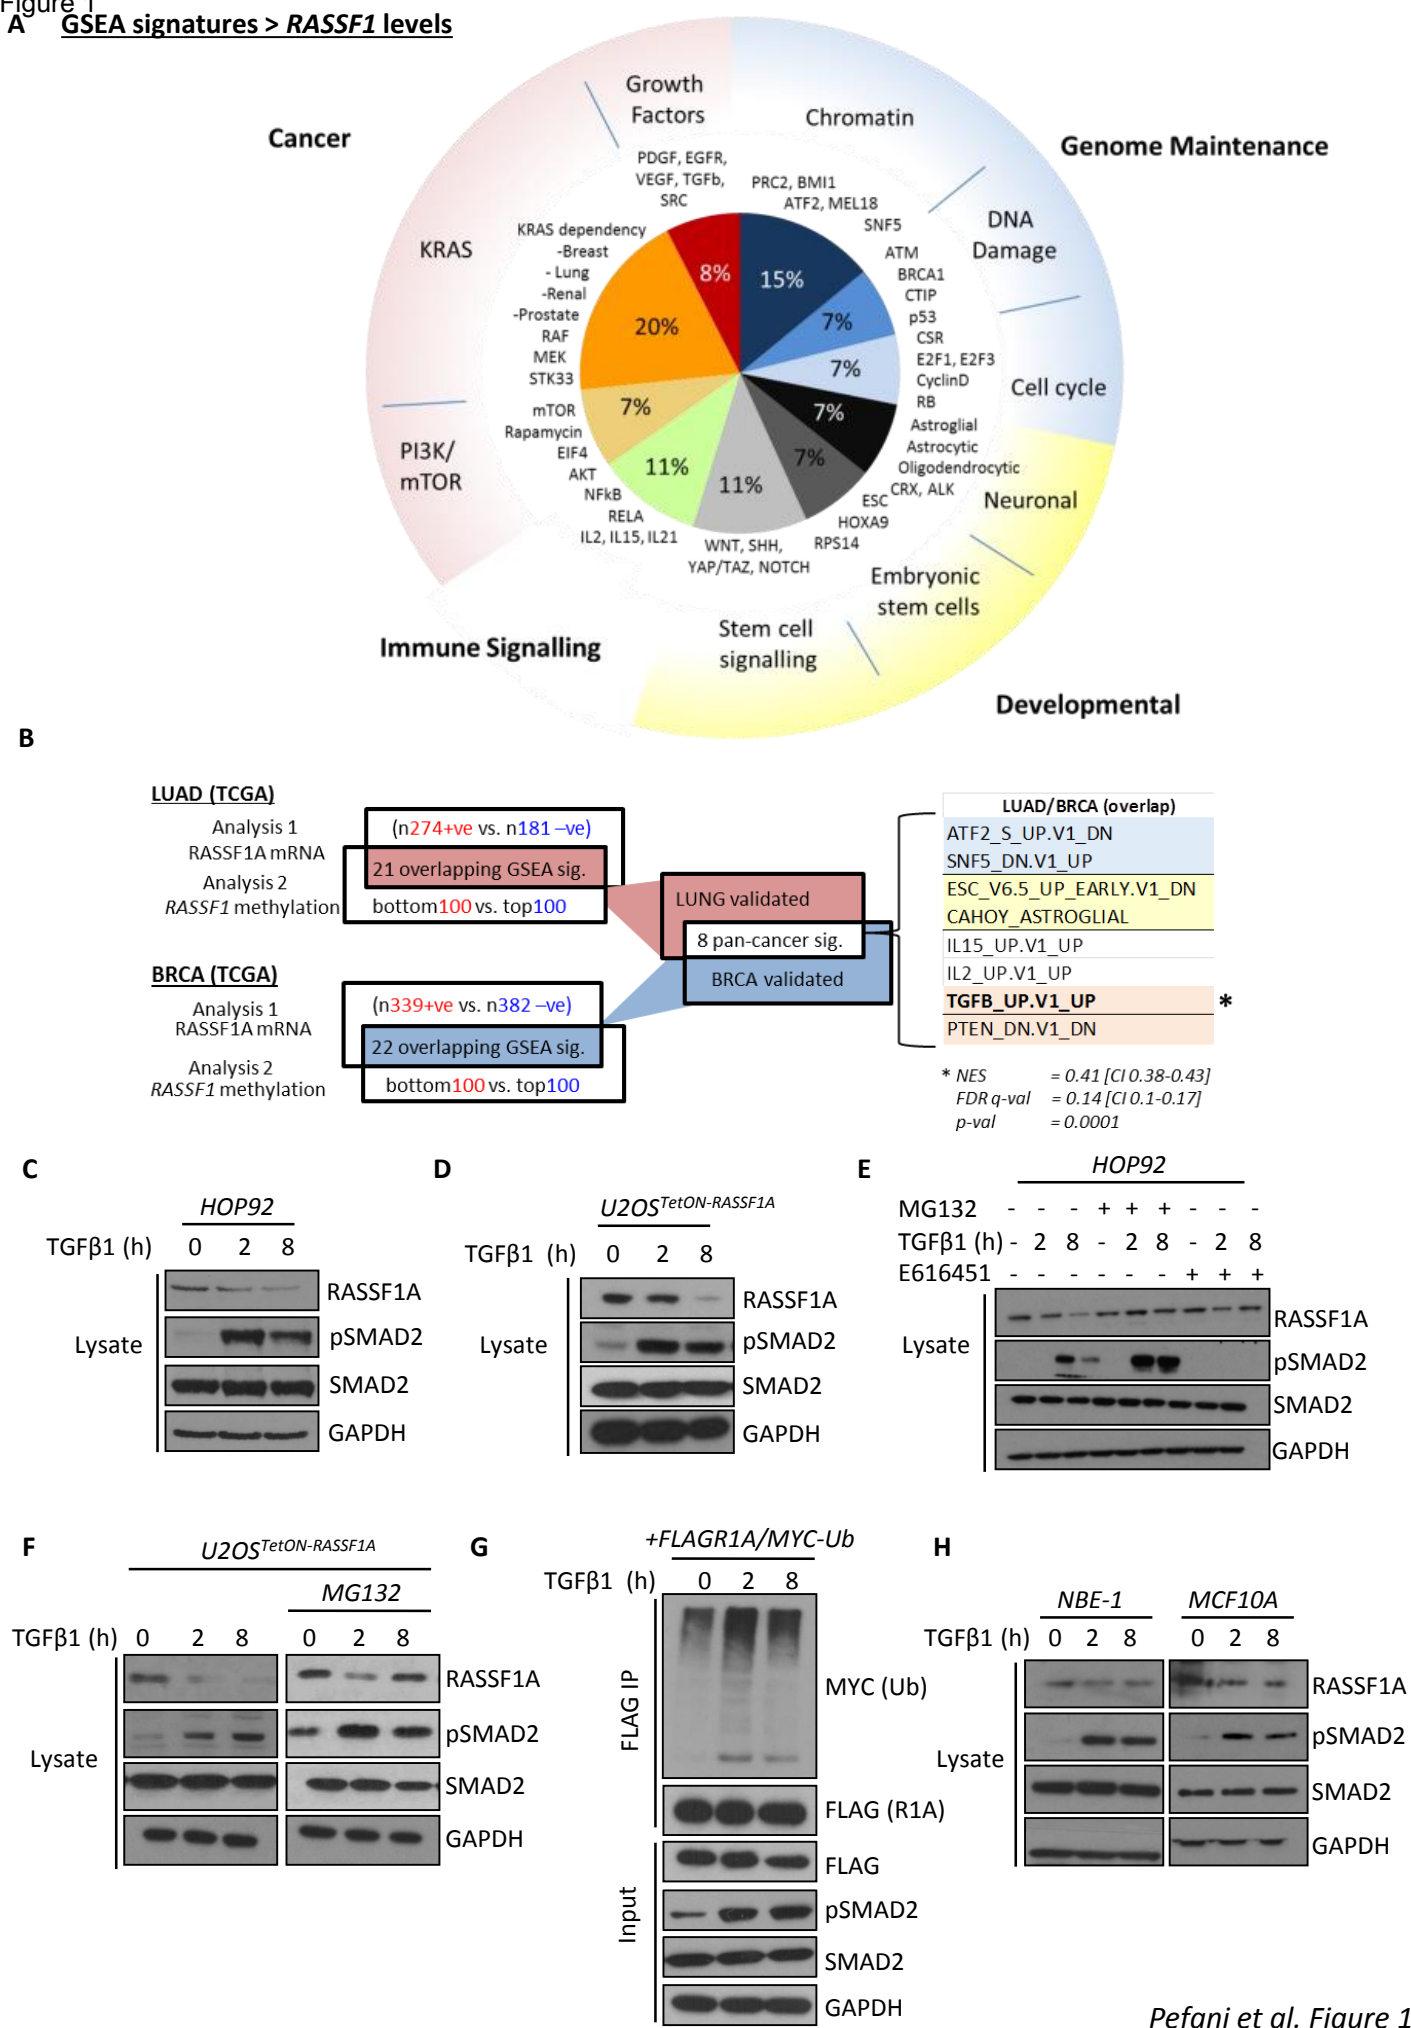 Figure 1
A GSEA signatures > RASSF1 levels
Cancer
Genome Maintenance
Growth
Factors
Chromatin
DNA
Damage
Cell cycle
KRAS
PI3K/
mTOR
Immune Signalling
Neuronal
Embryonic
stem cells
Stem cell
signalling
Developmental
PDGF, EGFR,
VEGF, TGFb,
SRC
PRC2, BMI1
ATF2, MEL18
SNF5
ATM
BRCA1
CTIP
p53
CSR
E2F1, E2F3
CyclinD
RB
Astroglial
Astrocytic
Oligodendrocytic
CRX, ALK
ESC
HOXA9
RPS14
WNT, SHH,
YAP/TAZ, NOTCH
KRAS dependency
-Breast
- Lung
-Renal
-Prostate
RAF
MEK
STK33
mTOR
Rapamycin
EIF4
AKT
NFkB
RELA
IL2, IL15, IL21
8%
15%
7%
7%
7%
7%
11%
11%
7%
20%
B
LUAD (TCGA)
Analysis 1
RASSF1A mRNA
Analysis 2
RASSF1 methylation
(n274+ve vs. n181 –ve)
21 overlapping GSEA sig.
bottom100 vs. top100
BRCA (TCGA)
Analysis 1
RASSF1A mRNA
Analysis 2
RASSF1 methylation
(n339+ve vs. n382 –ve)
22 overlapping GSEA sig.
bottom100 vs. top100
LUNG validated
8 pan-cancer sig.
BRCA validated
LUAD/BRCA (overlap)
ATF2_S_UP.V1_DN
SNF5_DN.V1_UP
ESC_V6.5_UP_EARLY.V1_DN
CAHOY_ASTROGLIAL
IL15_UP.V1_UP
IL2_UP.V1_UP
TGFB_UP.V1_UP *
PTEN_DN.V1_DN
* NES = 0.41 [CI 0.38-0.43]
FDR q-val = 0.14 [CI 0.1-0.17]
p-val = 0.0001
C
HOP92
TGFβ1 (h) 0 2 8
Lysate
RASSF1A
pSMAD2
SMAD2
GAPDH
D
U2OS TetON-RASSF1A
TGFβ1 (h) 0 2 8
Lysate
RASSF1A
pSMAD2
SMAD2
GAPDH
E
HOP92
MG132 - - - + + + - - -
TGFβ1 (h) - 2 8 - 2 8 - 2 8
E616451 - - - - - - + + +
Lysate
RASSF1A
pSMAD2
SMAD2
GAPDH
F
U2OS TetON-RASSF1A
MG132
TGFβ1 (h) 0 2 8 0 2 8
Lysate
RASSF1A
pSMAD2
SMAD2
GAPDH
G
+FLAGR1A/MYC-Ub
TGFβ1 (h) 0 2 8
FLAG IP
MYC (Ub)
FLAG (R1A)
Input
FLAG
pSMAD2
SMAD2
GAPDH
H
NBE-1 MCF10A
TGFβ1 (h) 0 2 8 0 2 8
Lysate
RASSF1A
pSMAD2
SMAD2
GAPDH
Pefani et al. Figure 1